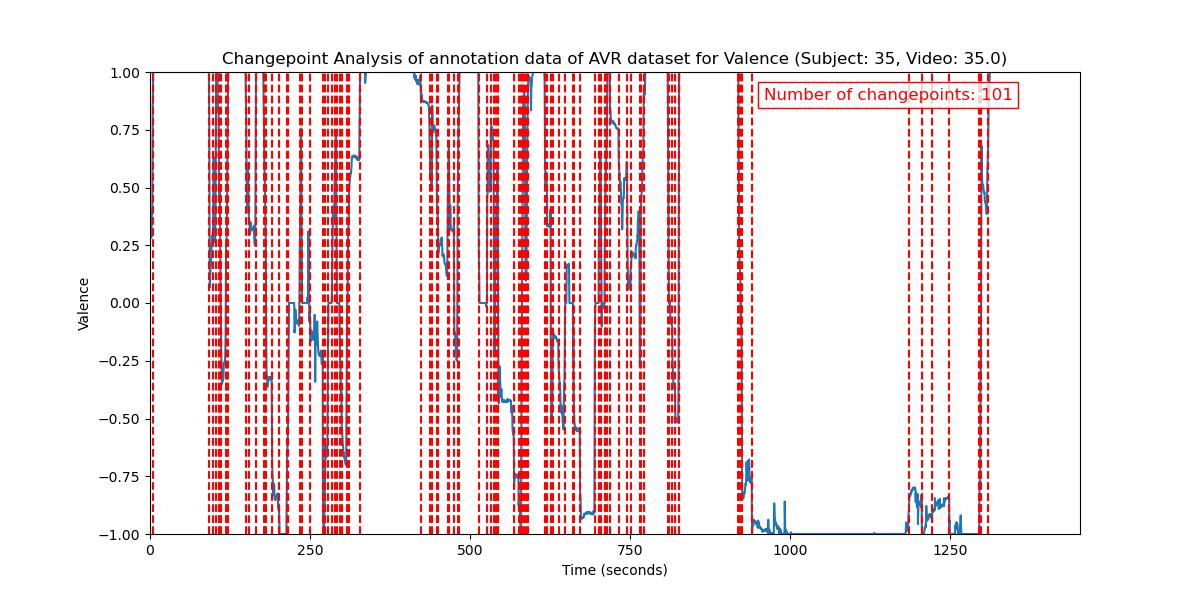 Changepoint Analysis of annotation data of AVR dataset for Valence (Subject: 35, Video: 35.0)
Number of changepoints: 101
1.00
0.75
0.50
0.25
0.00
−0.25
−0.50
−0.75
−1.00
Valence
0 250 500 750 1000 1250
Time (seconds)